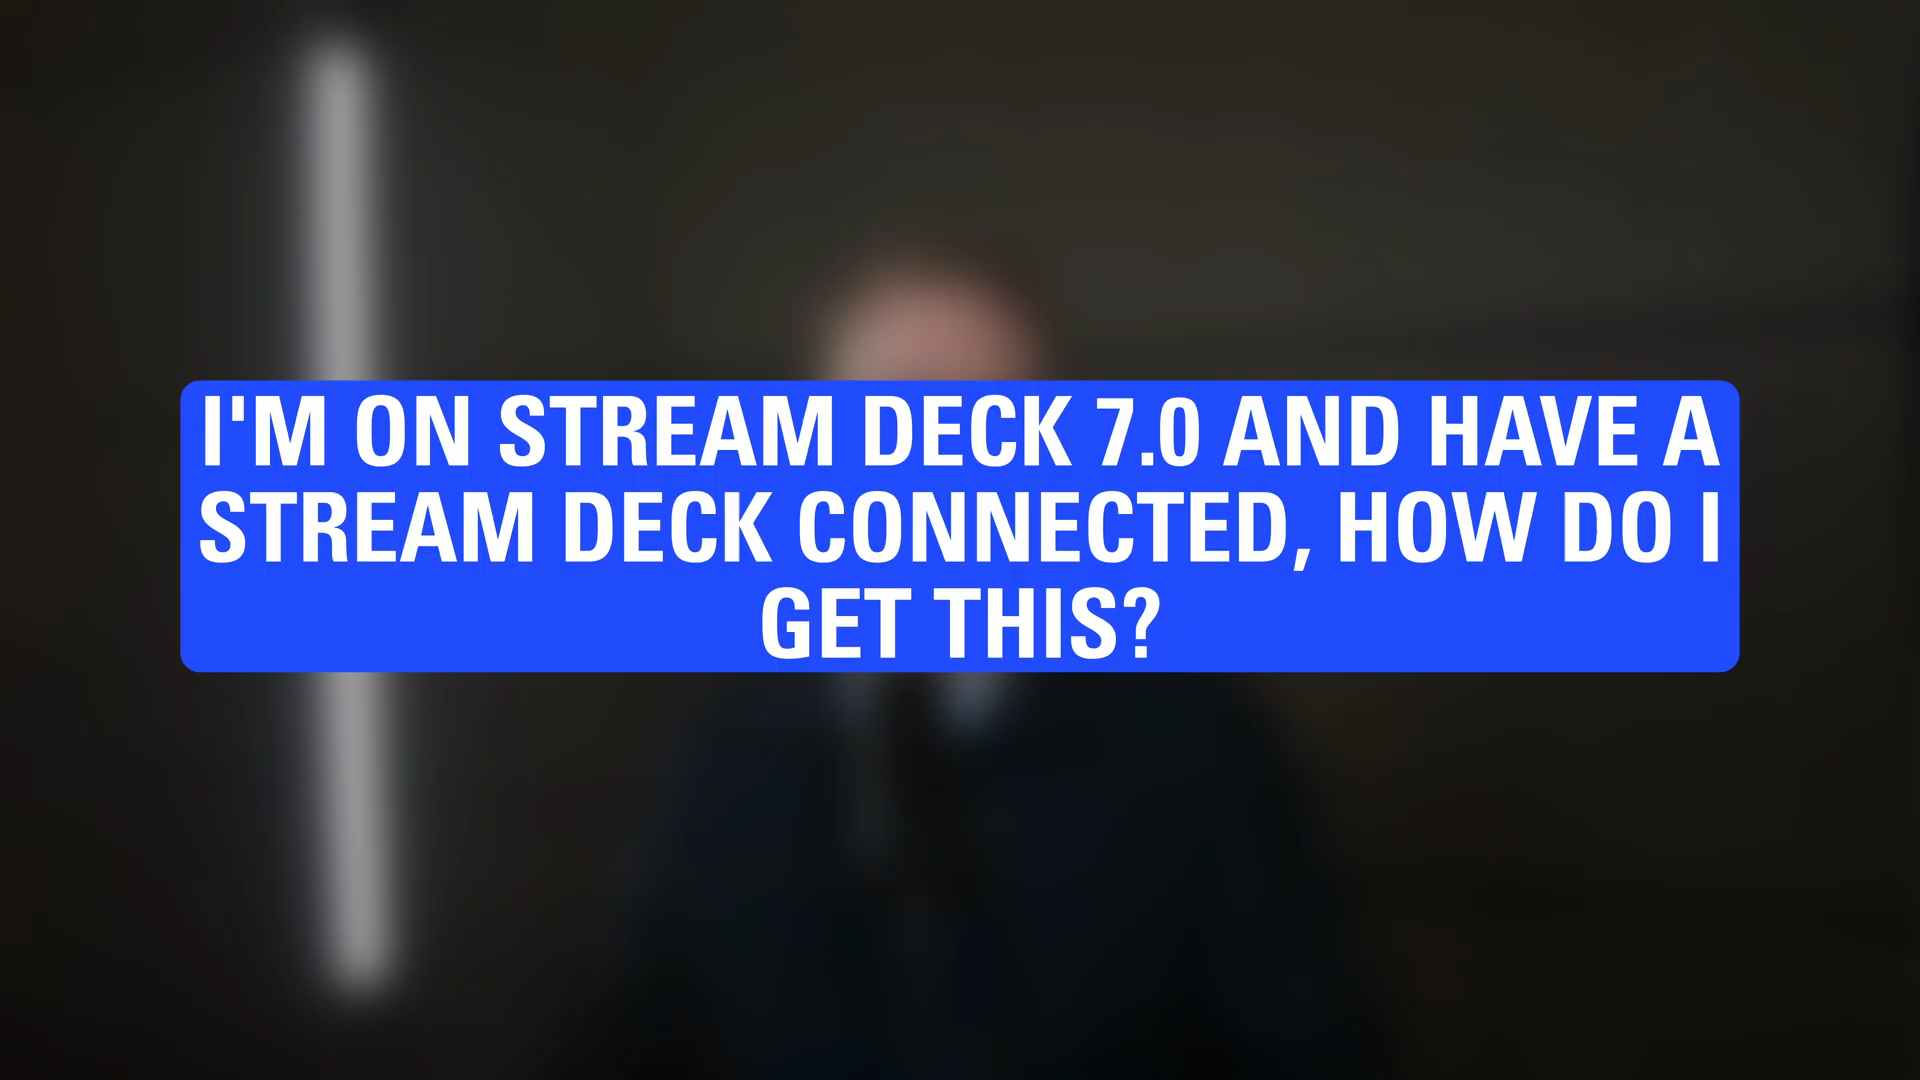 I'M ON STREAM DECK 7.0 AND HAVE A
STREAM DECK CONNECTED, HOW DO I
GET THIS?